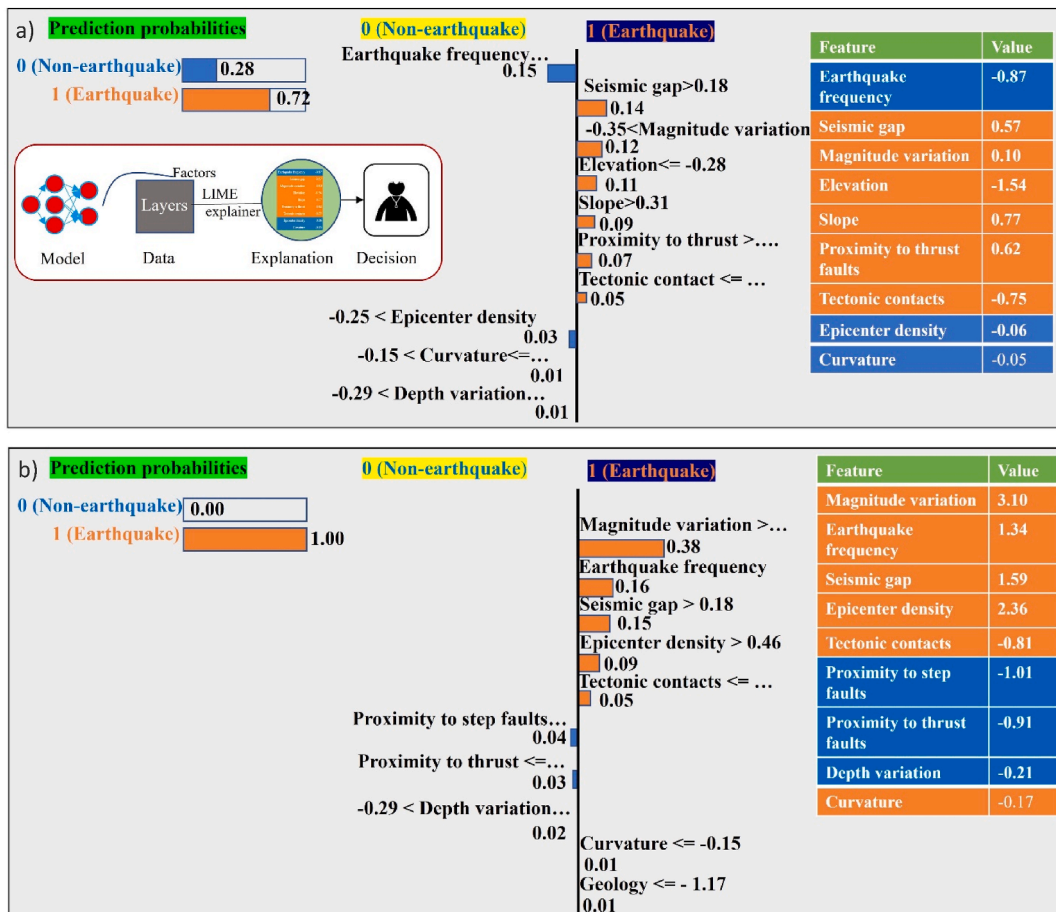 a)
Prediction probabilities
0 (Non-earthquake)
0.28
1 (Earthquake)
0.72
Factors
Layers
LIME
explainer
Model
Data
Explanation
Decision
0 (Non-earthquake)
1 (Earthquake)
Earthquake frequency…
0.15
Seismic gap>0.18
0.14
-0.35<Magnitude variation
0.12
Elevation<= -0.28
0.11
Slope>0.31
0.09
Proximity to thrust >….
0.07
Tectonic contact <= …
0.05
-0.25 < Epicenter density
0.03
-0.15 < Curvature<=…
0.01
-0.29 < Depth variation…
0.01
Feature Value
Earthquake -0.87
frequency
Seismic gap 0.57
Magnitude variation 0.10
Elevation -1.54
Slope 0.77
Proximity to thrust 0.62
faults
Tectonic contacts -0.75
Epicenter density -0.06
Curvature -0.05
b)
Prediction probabilities
0 (Non-earthquake)
0.00
1 (Earthquake)
1.00
0 (Non-earthquake)
1 (Earthquake)
Magnitude variation >…
0.38
Earthquake frequency
0.16
Seismic gap > 0.18
0.15
Epicenter density > 0.46
0.09
Tectonic contacts <= …
0.05
Proximity to step faults…
0.04
Proximity to thrust <=…
0.03
-0.29 < Depth variation…
0.02
Curvature <= -0.15
0.01
Geology <= - 1.17
0.01
Feature Value
Magnitude variation 3.10
Earthquake 1.34
frequency
Seismic gap 1.59
Epicenter density 2.36
Tectonic contacts -0.81
Proximity to step -1.01
faults
Proximity to thrust -0.91
faults
Depth variation -0.21
Curvature -0.17